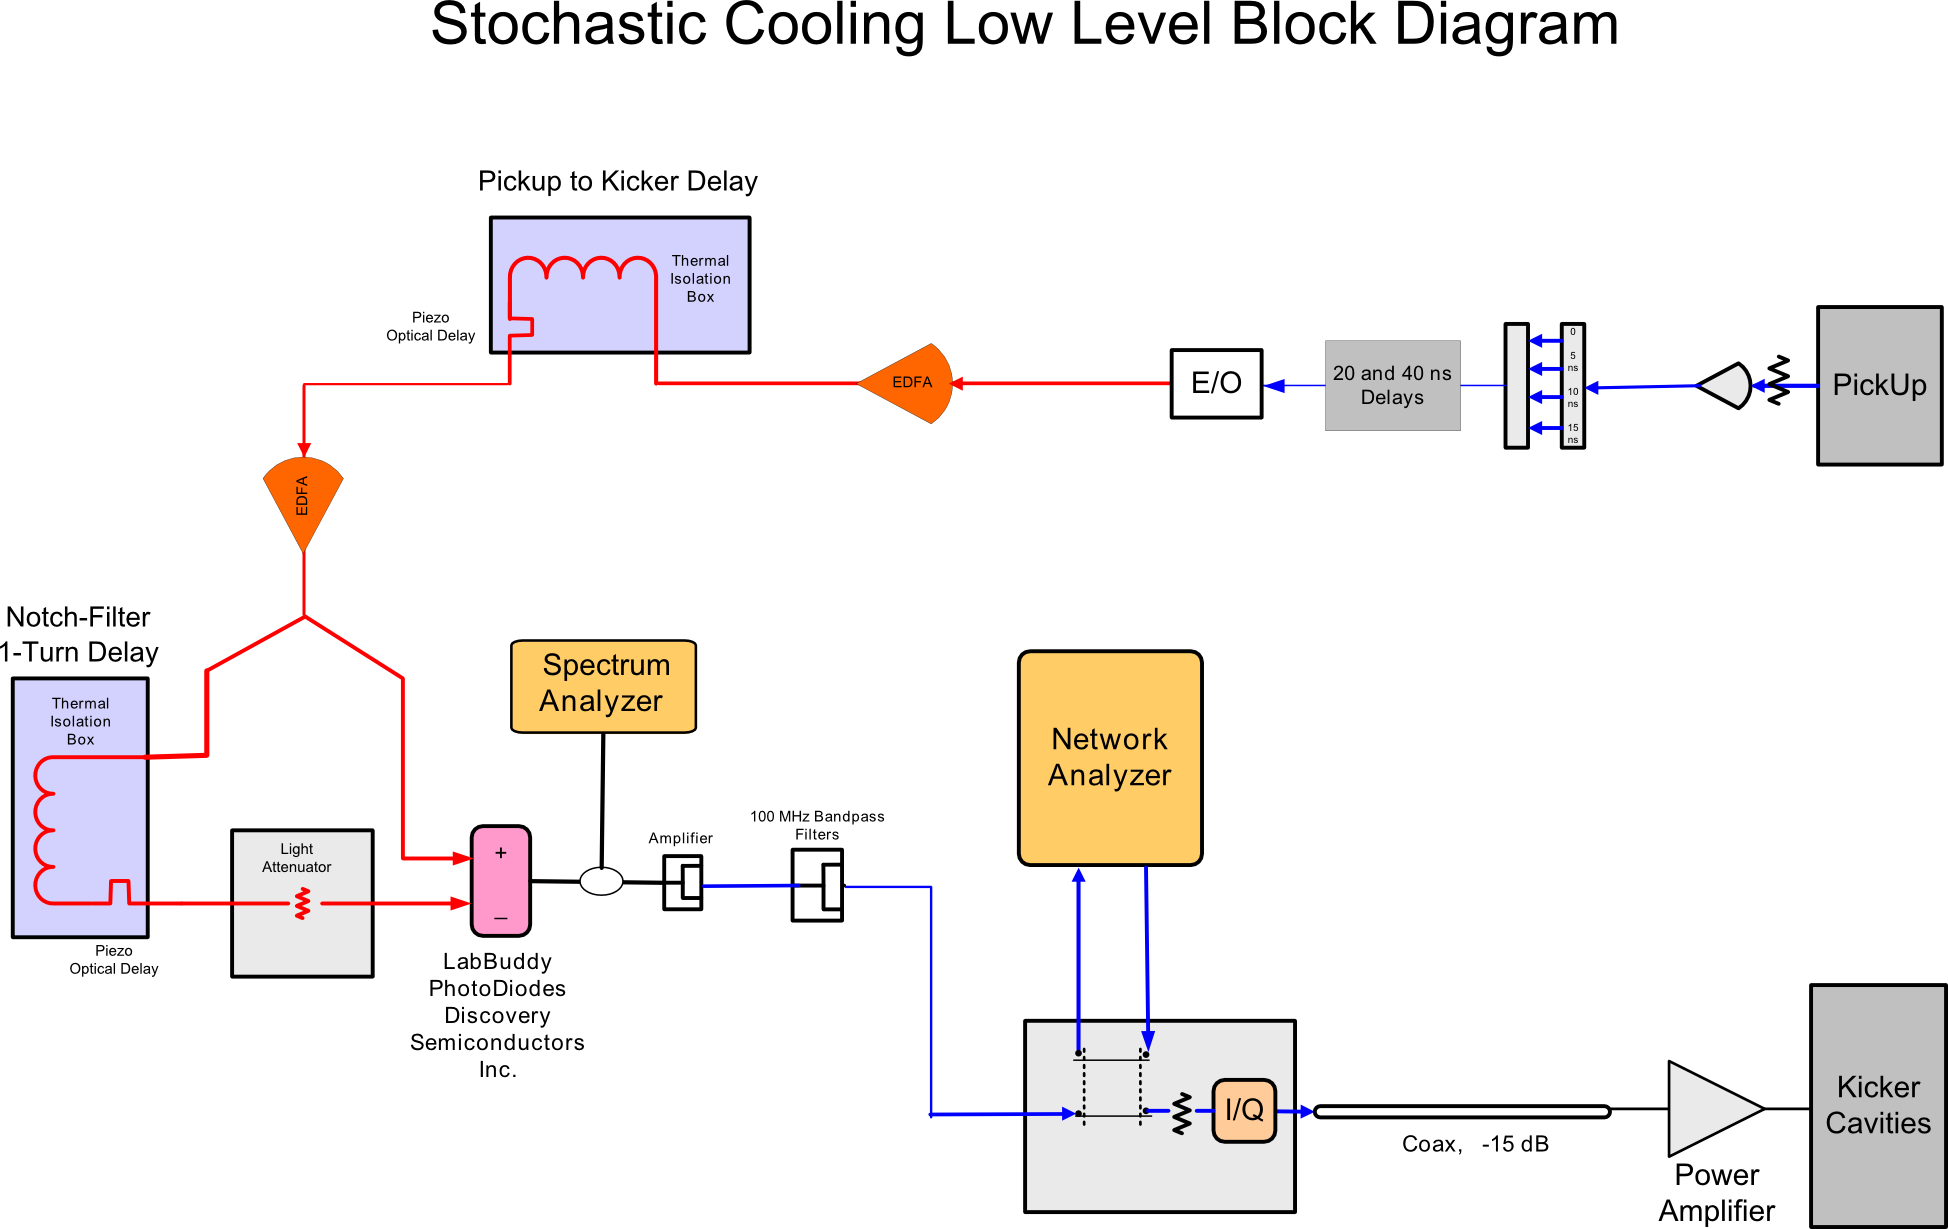 Stochastic Cooling Low Level Block Diagram
Pickup to Kicker Delay
Thermal
Isolation
Box
Piezo
Optical Delay
EDFA
E/O
20 and 40 ns
Delays
0
5
ns
10
ns
15
ns
PickUp
EDFA
Notch-Filter
1-Turn Delay
Thermal
Isolation
Box
Piezo
Optical Delay
Light
Attenuator
Spectrum
Analyzer
+
_
LabBuddy
PhotoDiodes
Discovery
Semiconductors
Inc.
Amplifier
100 MHz Bandpass
Filters
Network
Analyzer
I/Q
Coax, -15 dB
Power
Amplifier
Kicker
Cavities